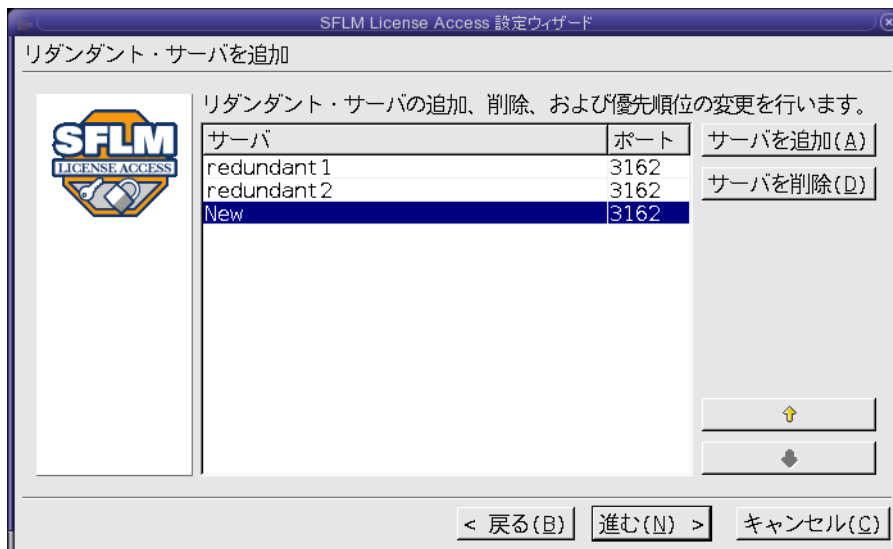 SFLM License Access 設定ウィザード
リダンダント・サーバを追加
SFLM
LICENSE ACCESS
リダンダント・サーバの追加、削除、および優先順位の変更を行います。
サーバ ポート
redundant1 3162
redundant2 3162
New 3162
サーバを追加(A)
サーバを削除(D)
< 戻る(B) 進む(N) > キャンセル(C)